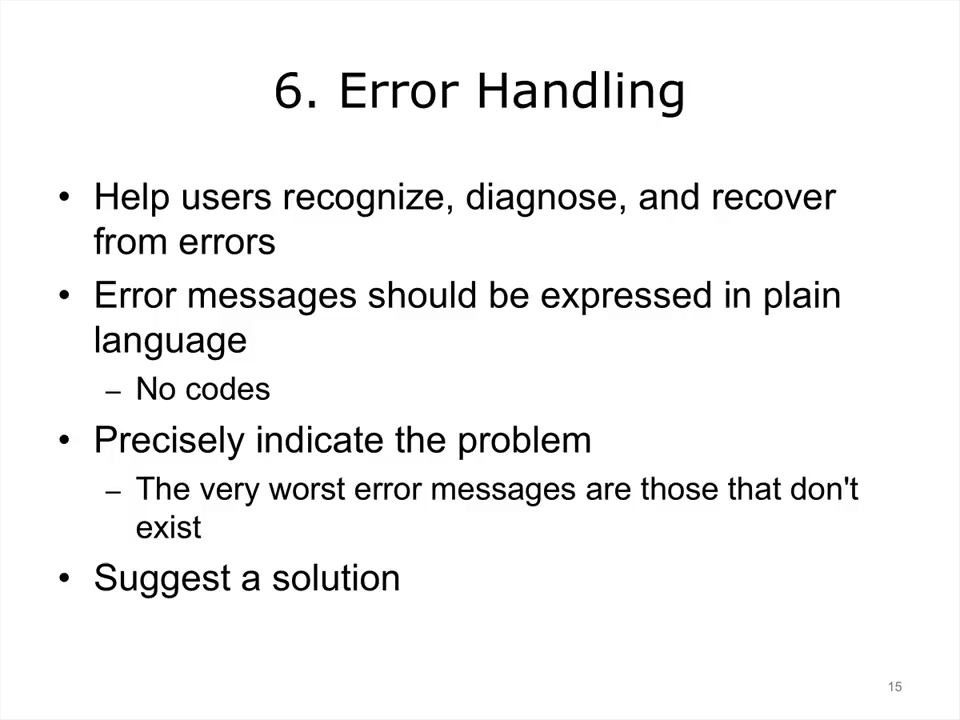 6. Error Handling
• Help users recognize, diagnose, and recover
from errors
• Error messages should be expressed in plain
language
– No codes
• Precisely indicate the problem
– The very worst error messages are those that don't
exist
• Suggest a solution
15